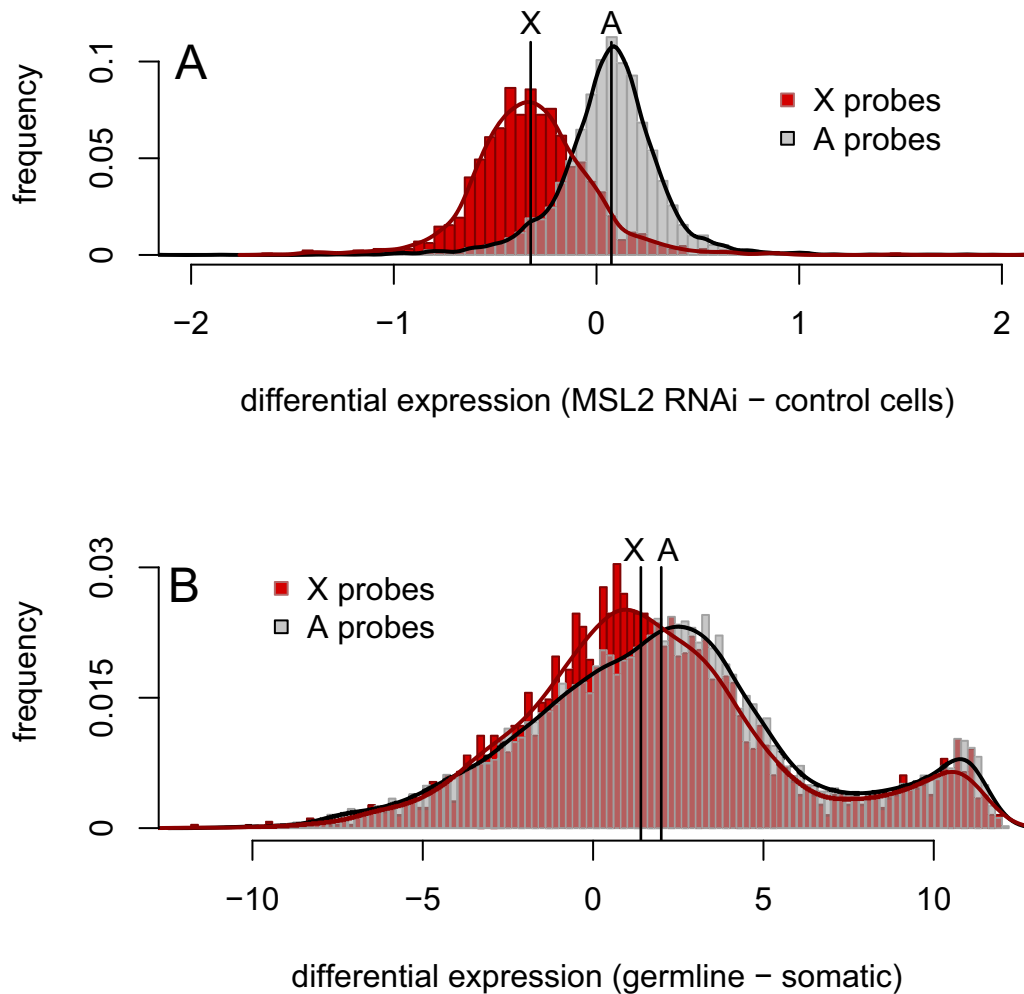 X A
A
0.1
0.05
0
frequency
X probes
A probes
−2 −1 0 1 2
differential expression (MSL2 RNAi − control cells)
X A
B
0.03
0.015
0
frequency
X probes
A probes
−10 −5 0 5 10
differential expression (germline − somatic)